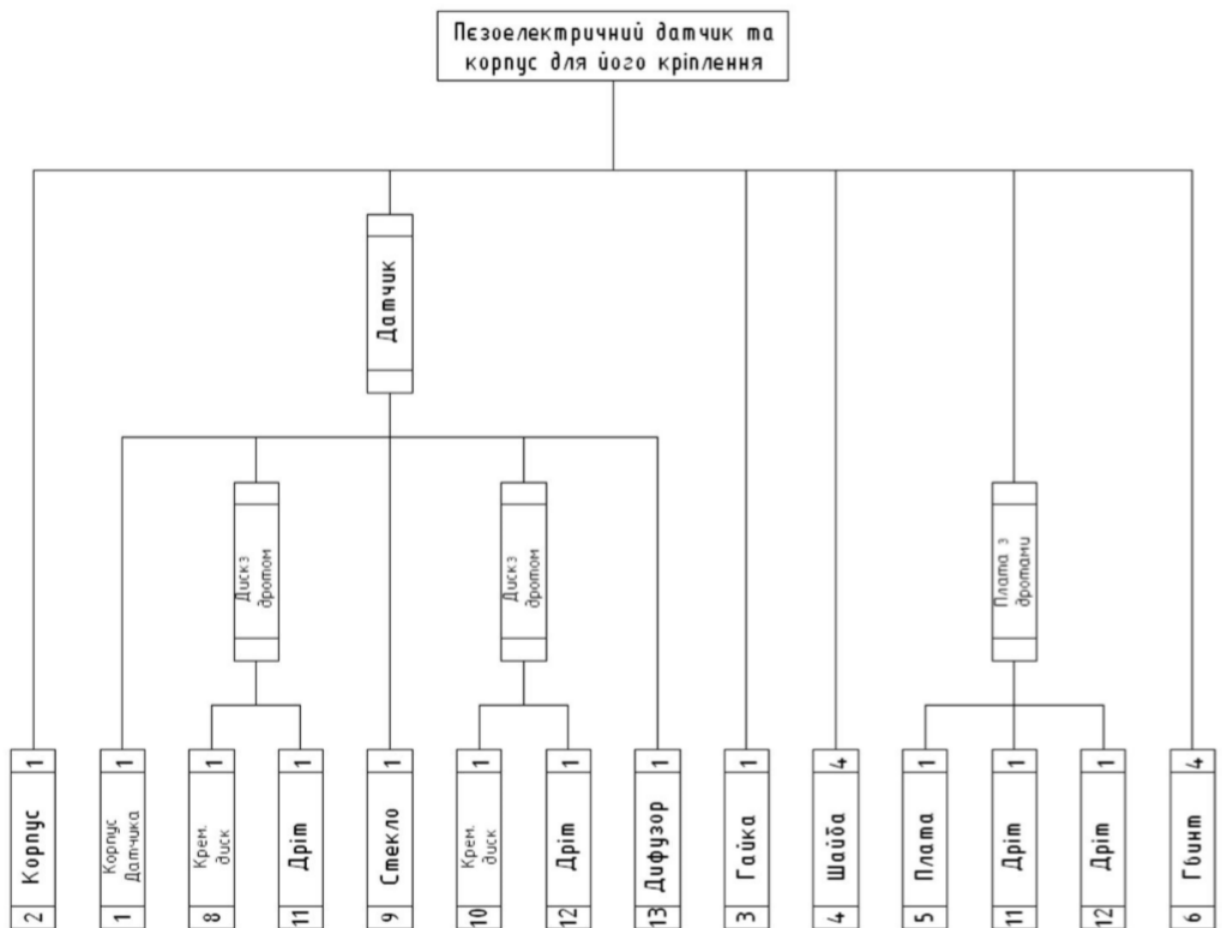 Пєзоелектричний датчик та
корпус для його кріплення
Датчик
Диск з
дротом
Диск з
дротом
Плата з
дротами
2 Корпус 1
1 Корпус
Датчика 1
8 Крем.
диск 1
11 Дріт 1
9 Стекло 1
10 Крем.
диск 1
12 Дріт 1
13 Дифузор 1
3 Гайка 1
4 Шайба 4
5 Плата 1
11 Дріт 1
12 Дріт 1
6 Гвинт 4